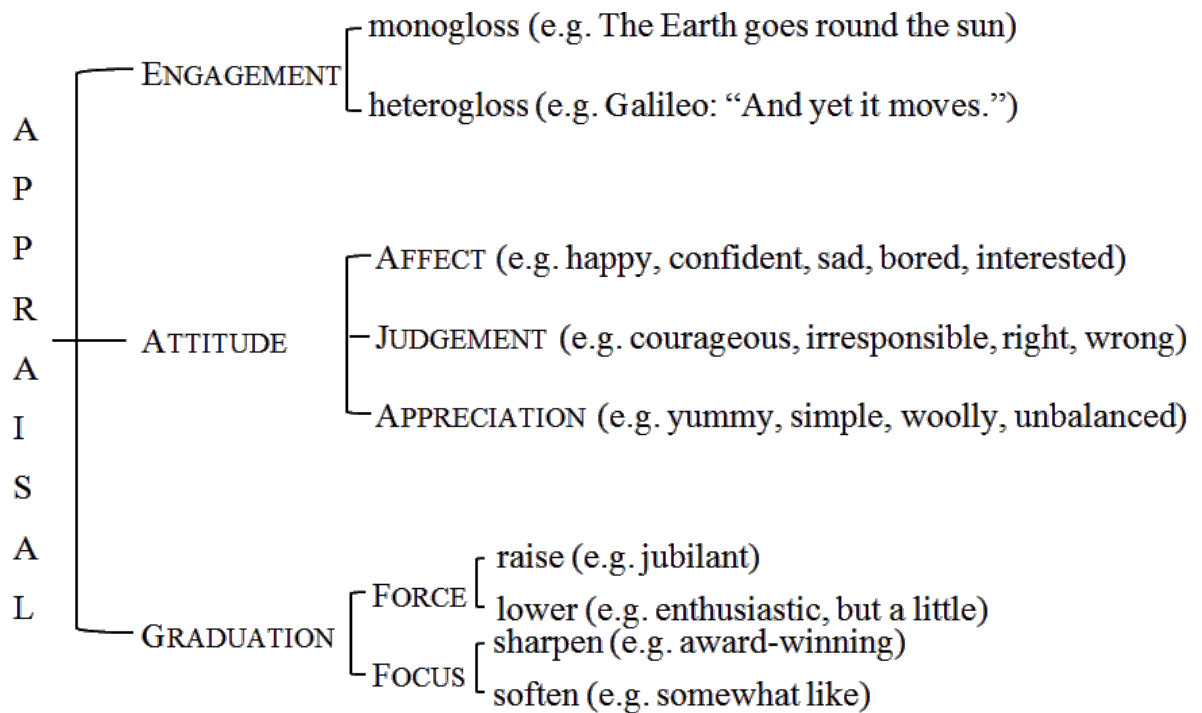 APPRAISAL
ENGAGEMENT
monogloss (e.g. The Earth goes round the sun)
heterogloss (e.g. Galileo: “And yet it moves.”)
ATTITUDE
AFFECT (e.g. happy, confident, sad, bored, interested)
JUDGEMENT (e.g. courageous, irresponsible, right, wrong)
APPRECIATION (e.g. yummy, simple, woolly, unbalanced)
GRADUATION
FORCE
raise (e.g. jubilant)
lower (e.g. enthusiastic, but a little)
FOCUS
sharpen (e.g. award-winning)
soften (e.g. somewhat like)